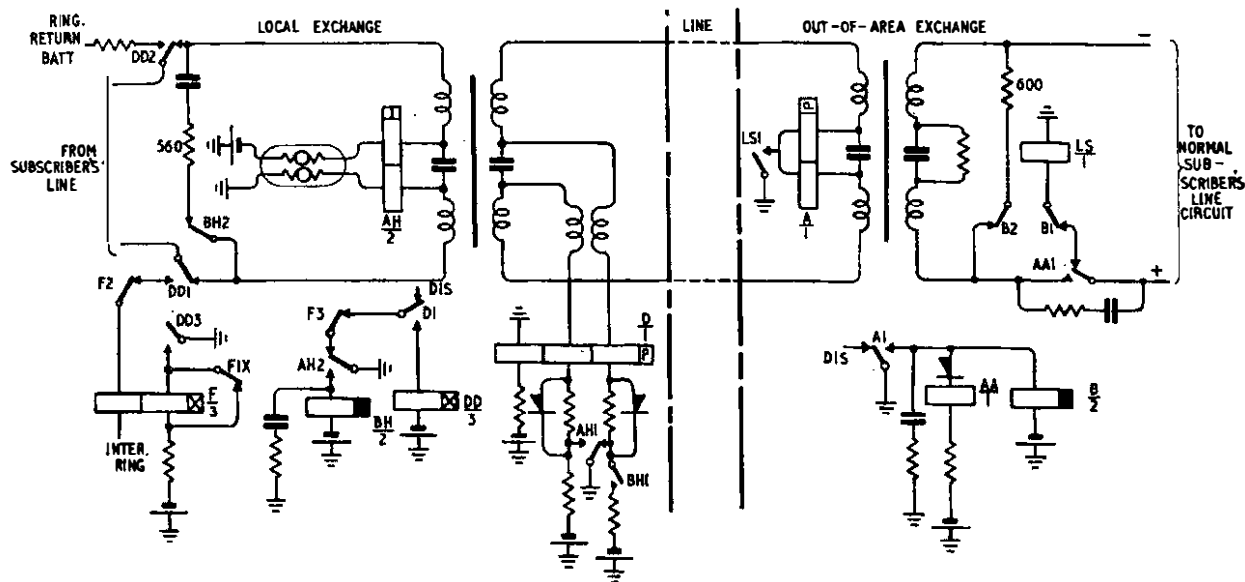 RING.
RETURN
BATT
LOCAL EXCHANGE
LINE
OUT-OF-AREA EXCHANGE
DD2
560
FROM
SUBSCRIBER'S
LINE
BH2
I
AH
2
LS1
P
A
1
600
LS
1
B2
B1
AA1
−
+
TO
NORMAL
SUB-
SCRIBER'S
LINE
CIRCUIT
F2
DD1
DD3
F1X
F
3
INTER.
RING
F3
DIS
D1
AH2
BH
2
DD
3
D
1
P
AH1
BH1
DIS
A1
AA
1
B
2